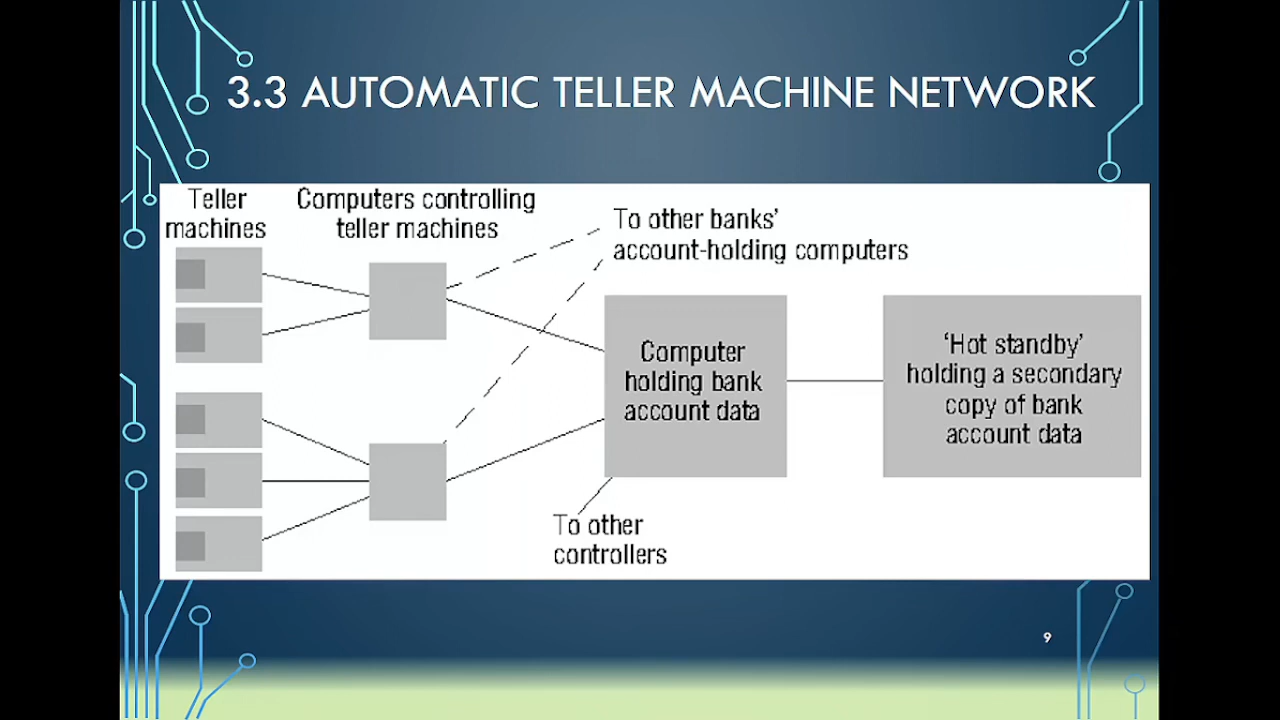 3.3 AUTOMATIC TELLER MACHINE NETWORK
Teller
machines
Computers controlling
teller machines
To other banks’
account-holding computers
Computer
holding bank
account data
‘Hot standby’
holding a secondary
copy of bank
account data
To other
controllers
9